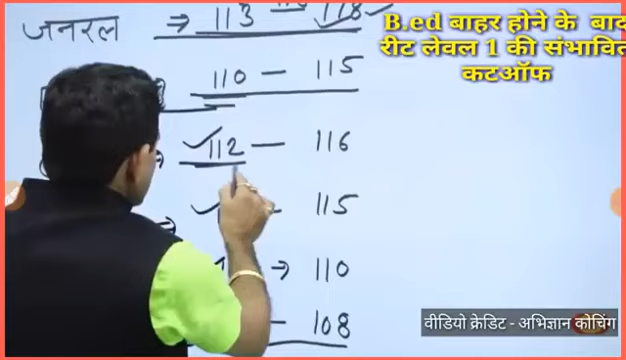 जनरल ⇒ 113 — 118 ✓
B.ed बाहर होने के बाद
रीट लेवल 1 की संभावित
कटऑफ
110 — 115
✓112 — 116
✓ 115
→ 110
— 108
वीडियो क्रेडिट - अभिज्ञान कोचिंग